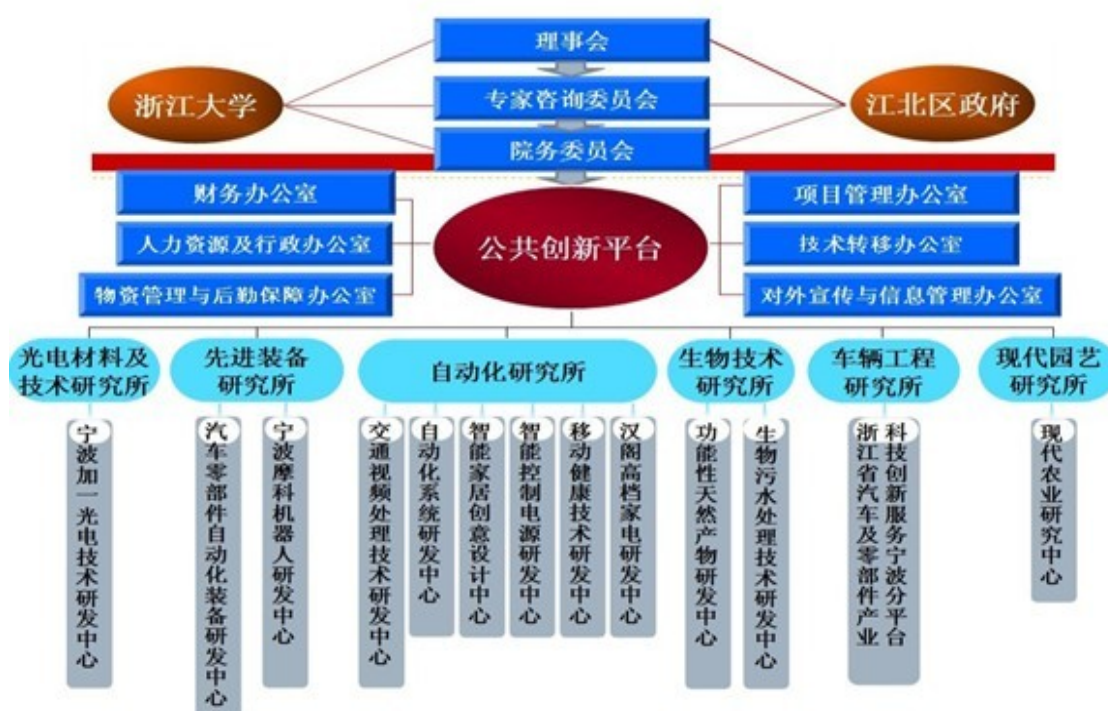 理事会
浙江大学
专家咨询委员会
江北区政府
院务委员会
财务办公室
项目管理办公室
人力资源及行政办公室
公共创新平台
技术转移办公室
物资管理与后勤保障办公室
对外宣传与信息管理办公室
光电材料及
技术研究所
先进装备
研究所
自动化研究所
生物技术
研究所
车辆工程
研究所
现代园艺
研究所
宁波加一光电技术研发中心
汽车零部件自动化装备研发中心
宁波摩科机器人研发中心
交通视频处理技术研发中心
自动化系统研发中心
智能家居创意设计中心
智能控制电源研发中心
移动健康技术研发中心
汉阁高档家电研发中心
功能性天然产物研发中心
生物污水处理技术研发中心
浙江省汽车及零部件产业
科技创新服务宁波分平台
现代农业研究中心